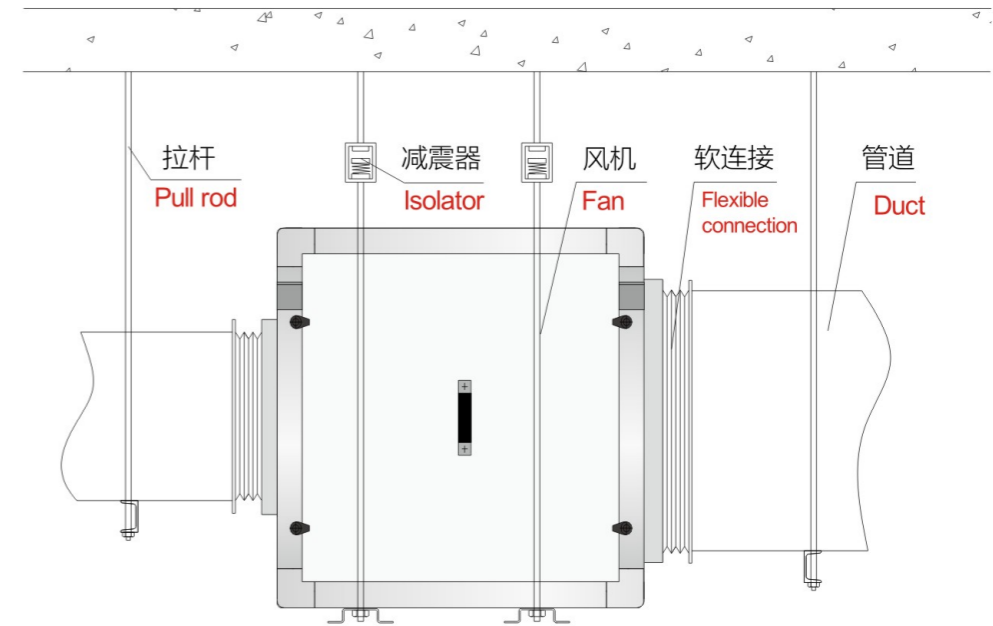 拉杆
Pull rod
减震器
Isolator
风机
Fan
软连接
Flexible
connection
管道
Duct